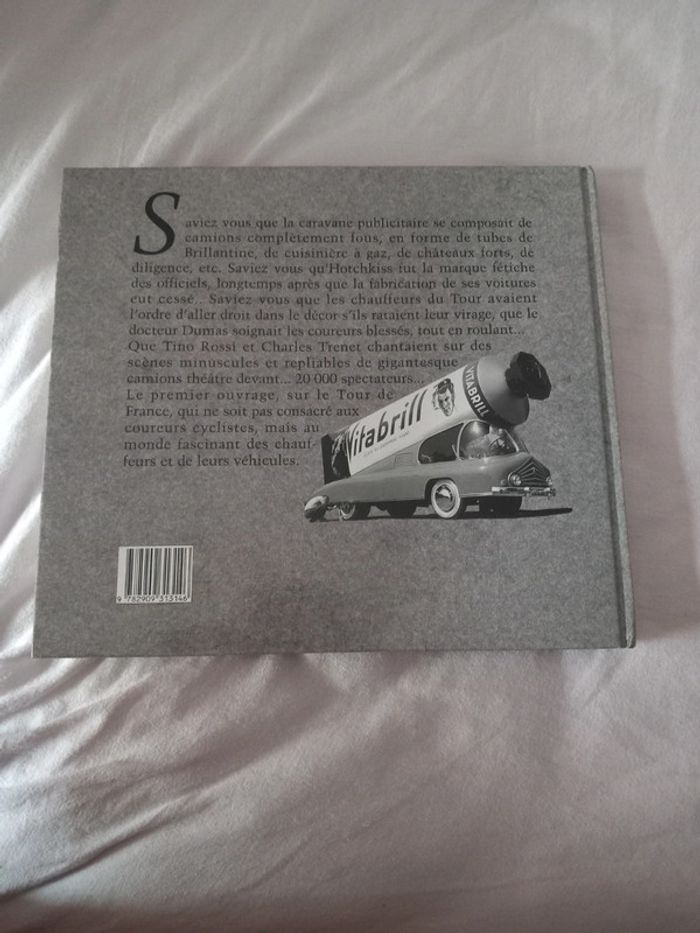 Saviez vous que la caravane publicitaire se composait de
camions complètement fous, en forme de tubes de
Brillantine, de cuisinière à gaz, de châteaux forts, de
diligence, etc. Saviez vous qu'Hotchkiss fut la marque fétiche
des officiels, longtemps après que la fabrication de ses voitures
eut cessé... Saviez vous que les chauffeurs du Tour avaient
l'ordre d'aller droit dans le décor s'ils rataient leur virage, que le
docteur Dumas soignait les coureurs blessés, tout en roulant...
Que Tino Rossi et Charles Trenet chantaient sur des
scènes minuscules et repliables de gigantesque
camions théâtre devant... 20 000 spectateurs...
Le premier ouvrage, sur le Tour de
France, qui ne soit pas consacré aux
coureurs cyclistes, mais au
monde fascinant des chauf-
feurs et de leurs véhicules.
Vitabrill
VITABRILL
9 782909 313146